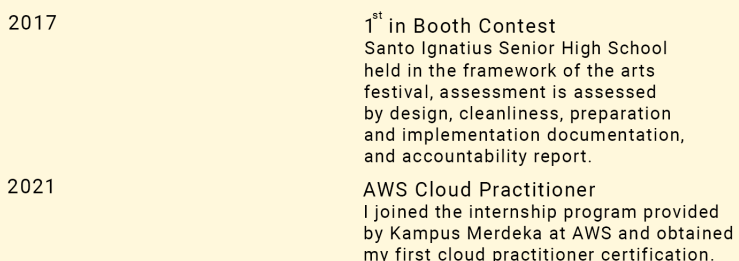 2017
1st in Booth Contest
Santo Ignatius Senior High School
held in the framework of the arts
festival, assessment is assessed
by design, cleanliness, preparation
and implementation documentation,
and accountability report.
2021
AWS Cloud Practitioner
I joined the internship program provided
by Kampus Merdeka at AWS and obtained
my first cloud practitioner certification.